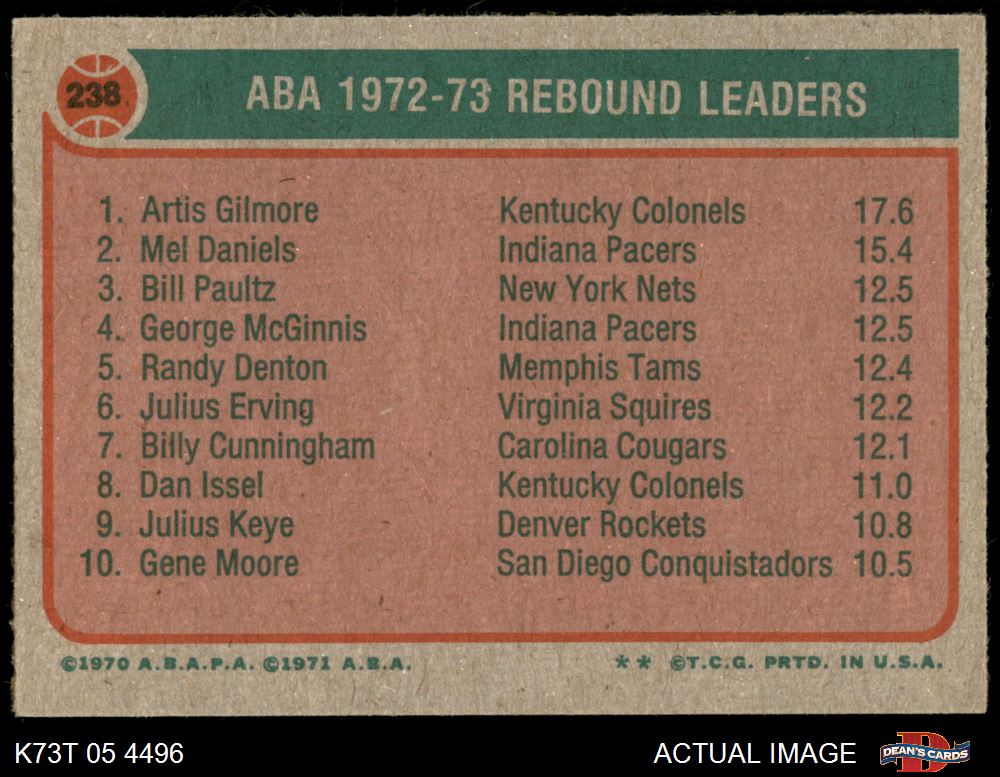 238
ABA 1972-73 REBOUND LEADERS
1. Artis Gilmore Kentucky Colonels 17.6
2. Mel Daniels Indiana Pacers 15.4
3. Bill Paultz New York Nets 12.5
4. George McGinnis Indiana Pacers 12.5
5. Randy Denton Memphis Tams 12.4
6. Julius Erving Virginia Squires 12.2
7. Billy Cunningham Carolina Cougars 12.1
8. Dan Issel Kentucky Colonels 11.0
9. Julius Keye Denver Rockets 10.8
10. Gene Moore San Diego Conquistadors 10.5
©1970 A.B.A.P.A. ©1971 A.B.A. ** ©T.C.G. PRTD. IN U.S.A.
K73T 05 4496 ACTUAL IMAGE D DEAN'S CARDS